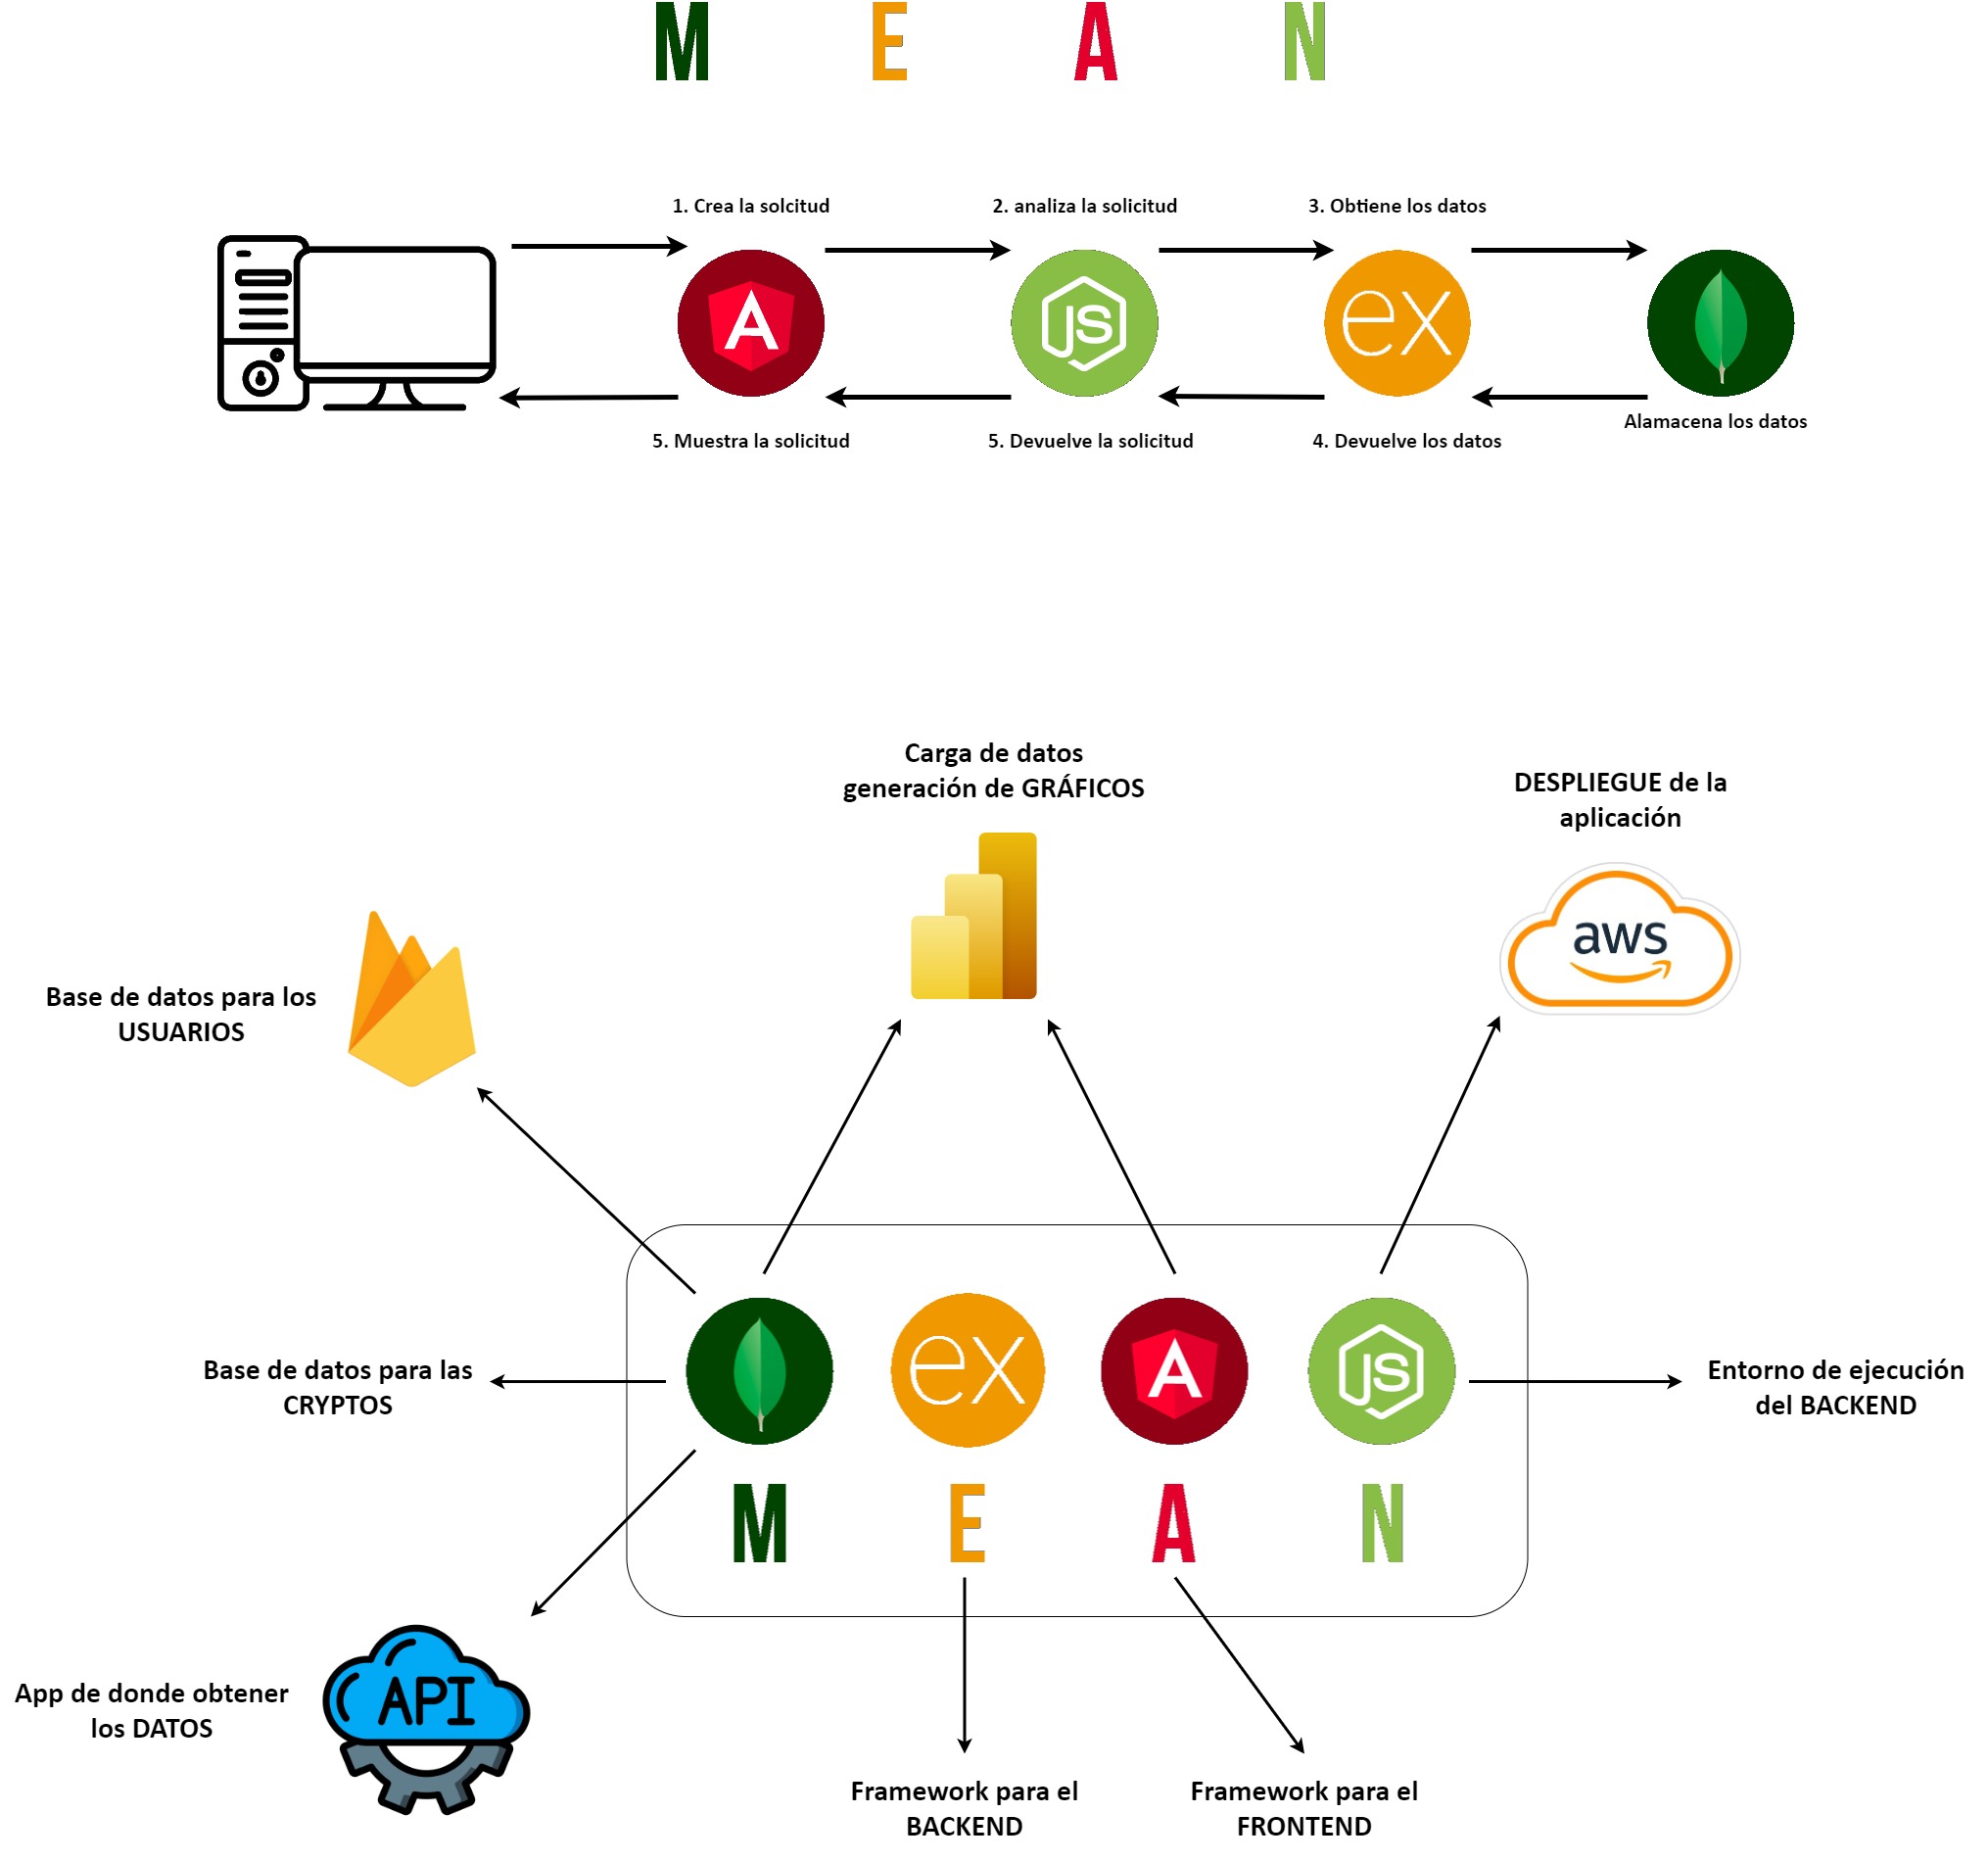 M E A N
1. Crea la solcitud
2. analiza la solicitud
3. Obtiene los datos
A
JS
ex
Alamacena los datos
5. Muestra la solicitud
5. Devuelve la solicitud
4. Devuelve los datos
Carga de datos
generación de GRÁFICOS
DESPLIEGUE de la
aplicación
aws
Base de datos para los
USUARIOS
Base de datos para las
CRYPTOS
ex
A
JS
Entorno de ejecución
del BACKEND
M E A N
App de donde obtener
los DATOS
API
Framework para el
BACKEND
Framework para el
FRONTEND